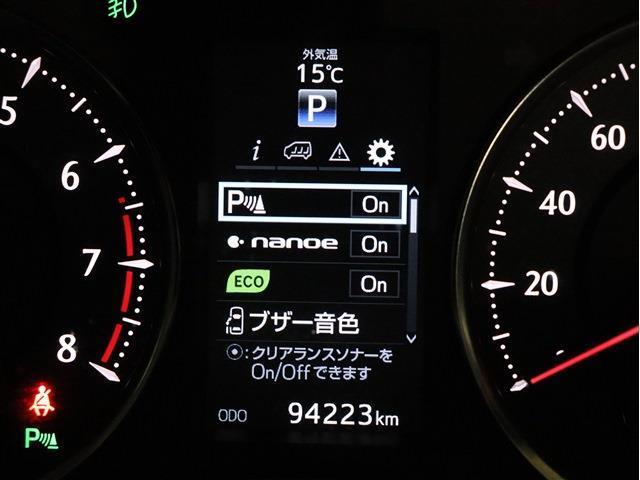 外気温
15℃
P
i
P On
nanoe On
ECO On
ブザー音色
⦿:クリアランスソナーを
On/Offできます
ODO 94223km
5
6
7
8
P
60
40
20